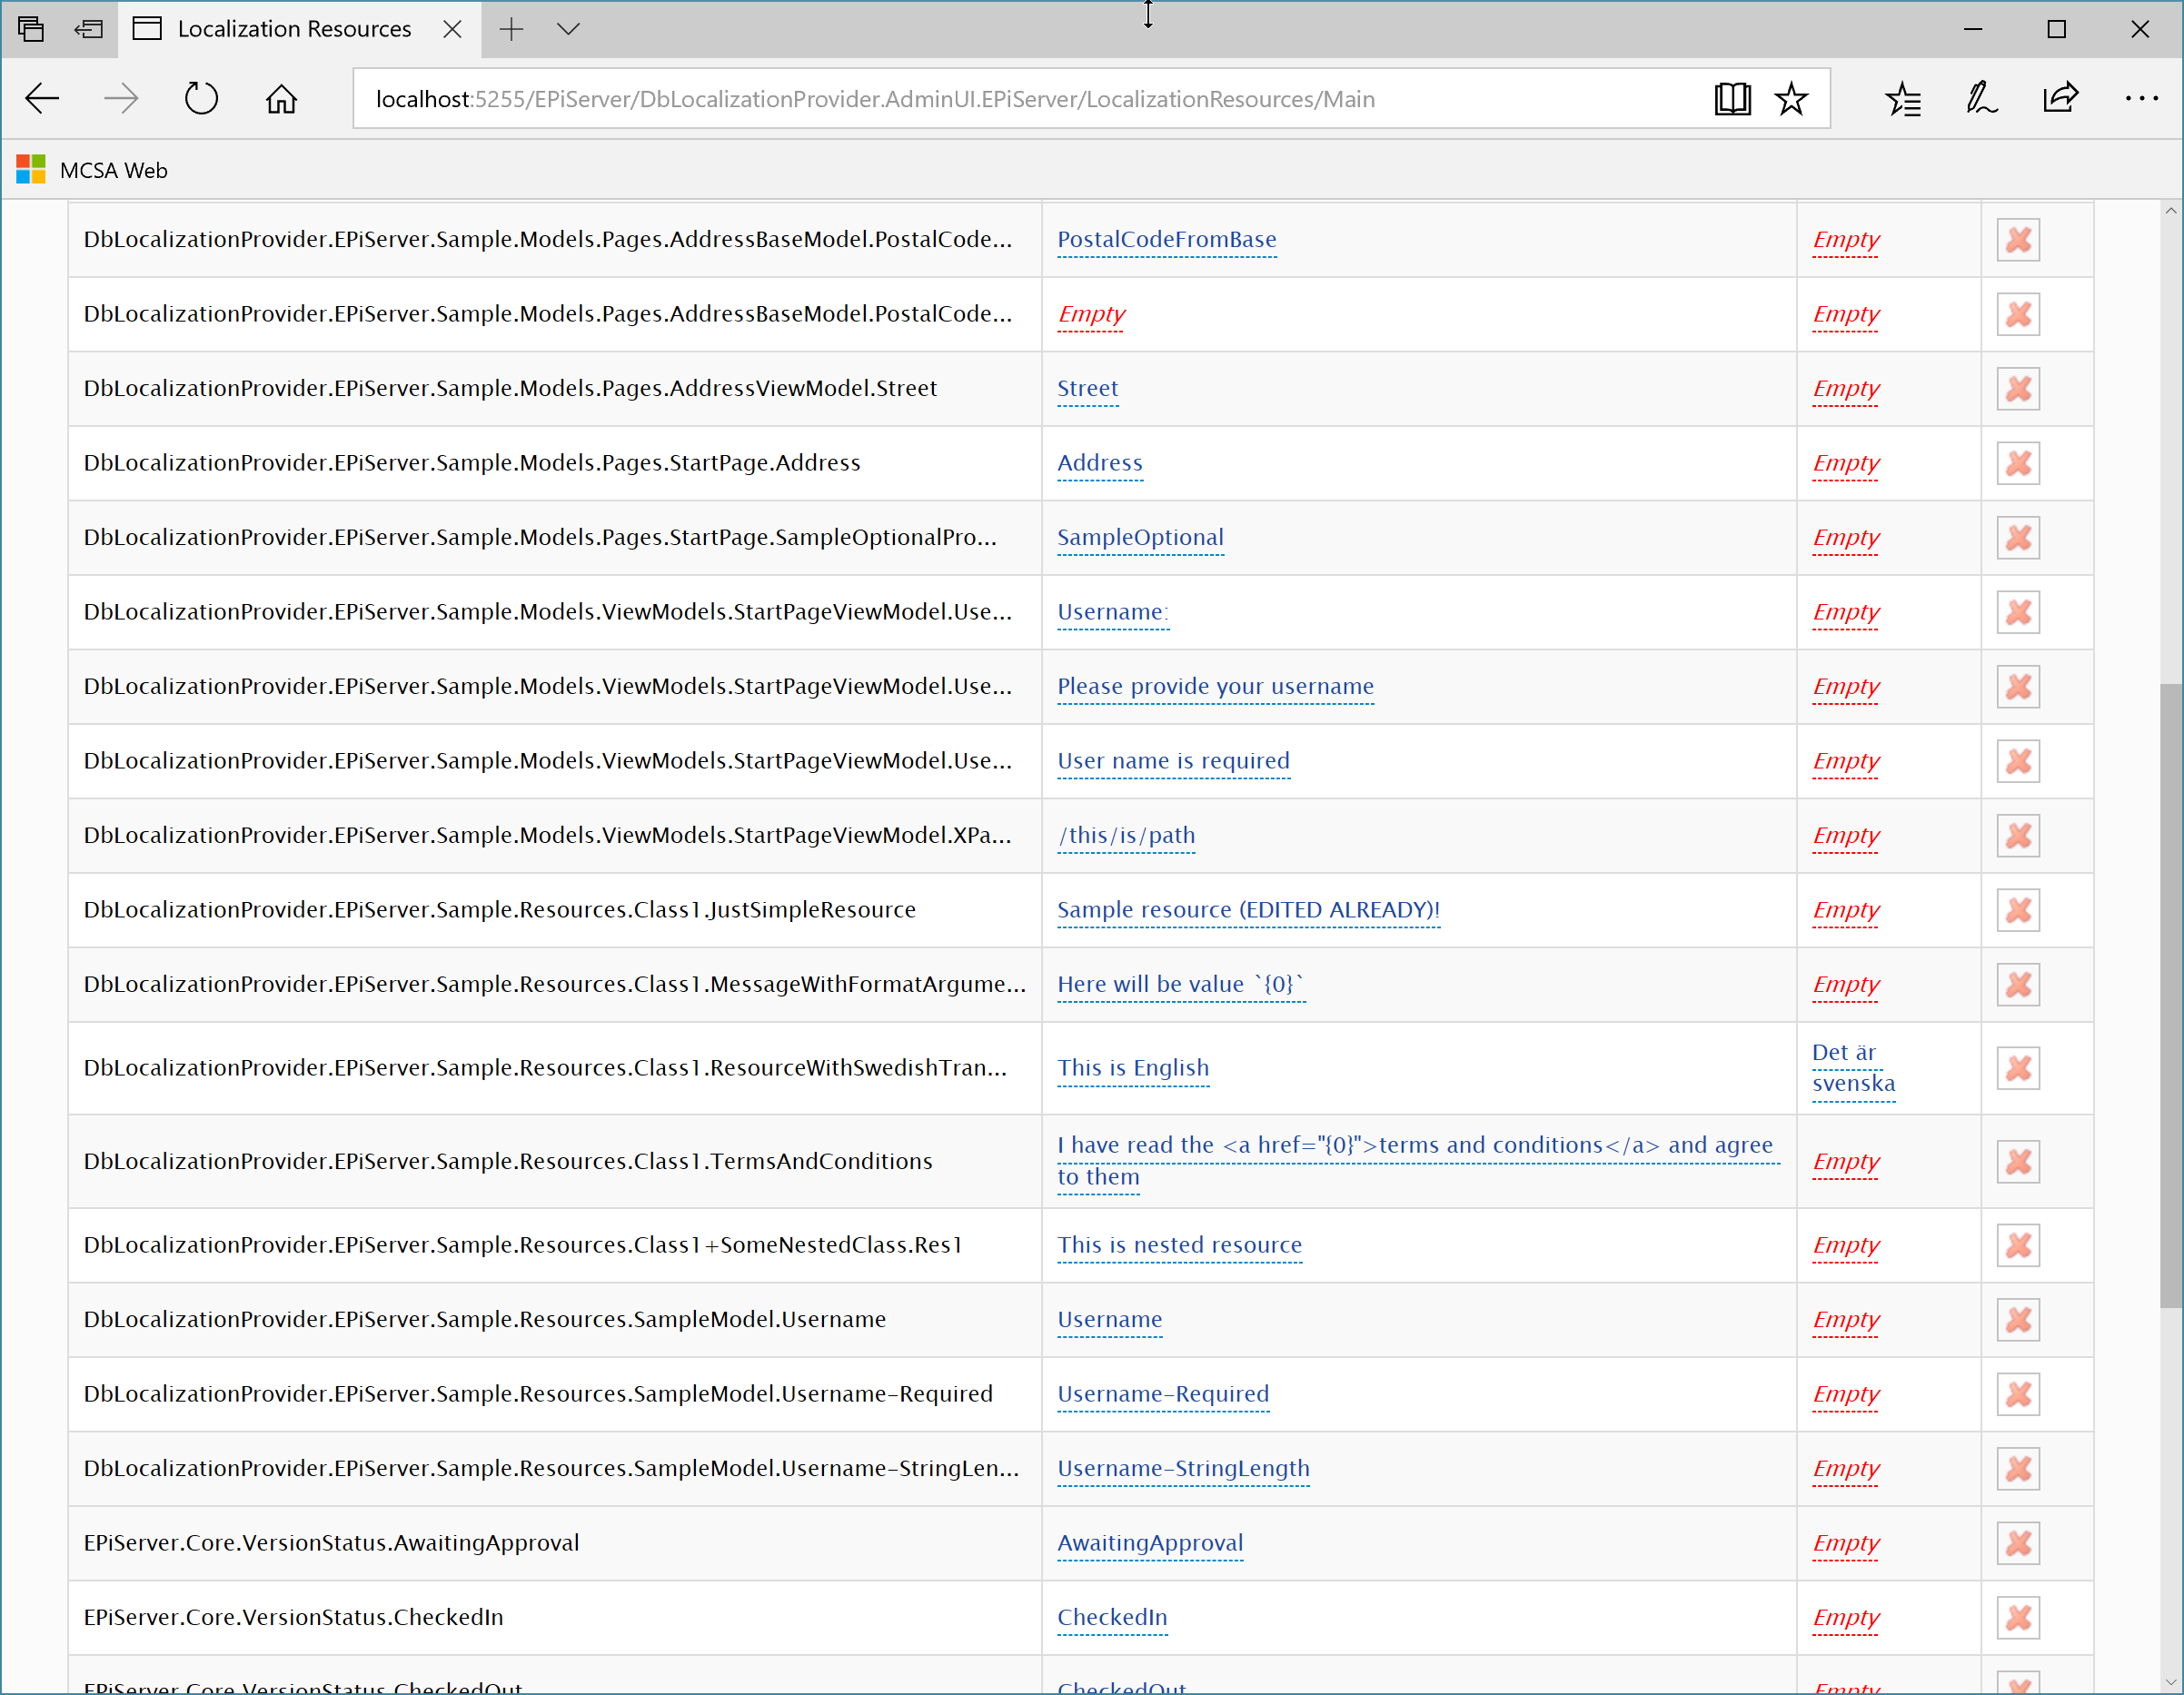 Localization Resources
localhost:5255/EPiServer/DbLocalizationProvider.AdminUI.EPiServer/LocalizationResources/Main
MCSA Web
DbLocalizationProvider.EPiServer.Sample.Models.Pages.AddressBaseModel.PostalCode... PostalCodeFromBase Empty
DbLocalizationProvider.EPiServer.Sample.Models.Pages.AddressBaseModel.PostalCode... Empty Empty
DbLocalizationProvider.EPiServer.Sample.Models.Pages.AddressViewModel.Street Street Empty
DbLocalizationProvider.EPiServer.Sample.Models.Pages.StartPage.Address Address Empty
DbLocalizationProvider.EPiServer.Sample.Models.Pages.StartPage.SampleOptionalPro... SampleOptional Empty
DbLocalizationProvider.EPiServer.Sample.Models.ViewModels.StartPageViewModel.Use... Username: Empty
DbLocalizationProvider.EPiServer.Sample.Models.ViewModels.StartPageViewModel.Use... Please provide your username Empty
DbLocalizationProvider.EPiServer.Sample.Models.ViewModels.StartPageViewModel.Use... User name is required Empty
DbLocalizationProvider.EPiServer.Sample.Models.ViewModels.StartPageViewModel.XPa... /this/is/path Empty
DbLocalizationProvider.EPiServer.Sample.Resources.Class1.JustSimpleResource Sample resource (EDITED ALREADY)! Empty
DbLocalizationProvider.EPiServer.Sample.Resources.Class1.MessageWithFormatArgume... Here will be value `{0}` Empty
DbLocalizationProvider.EPiServer.Sample.Resources.Class1.ResourceWithSwedishTran... This is English Det är
svenska
DbLocalizationProvider.EPiServer.Sample.Resources.Class1.TermsAndConditions I have read the <a href="{0}">terms and conditions</a> and agree
to them Empty
DbLocalizationProvider.EPiServer.Sample.Resources.Class1+SomeNestedClass.Res1 This is nested resource Empty
DbLocalizationProvider.EPiServer.Sample.Resources.SampleModel.Username Username Empty
DbLocalizationProvider.EPiServer.Sample.Resources.SampleModel.Username-Required Username-Required Empty
DbLocalizationProvider.EPiServer.Sample.Resources.SampleModel.Username-StringLen... Username-StringLength Empty
EPiServer.Core.VersionStatus.AwaitingApproval AwaitingApproval Empty
EPiServer.Core.VersionStatus.CheckedIn CheckedIn Empty
EPiServer.Core.VersionStatus.CheckedOut CheckedOut Empty